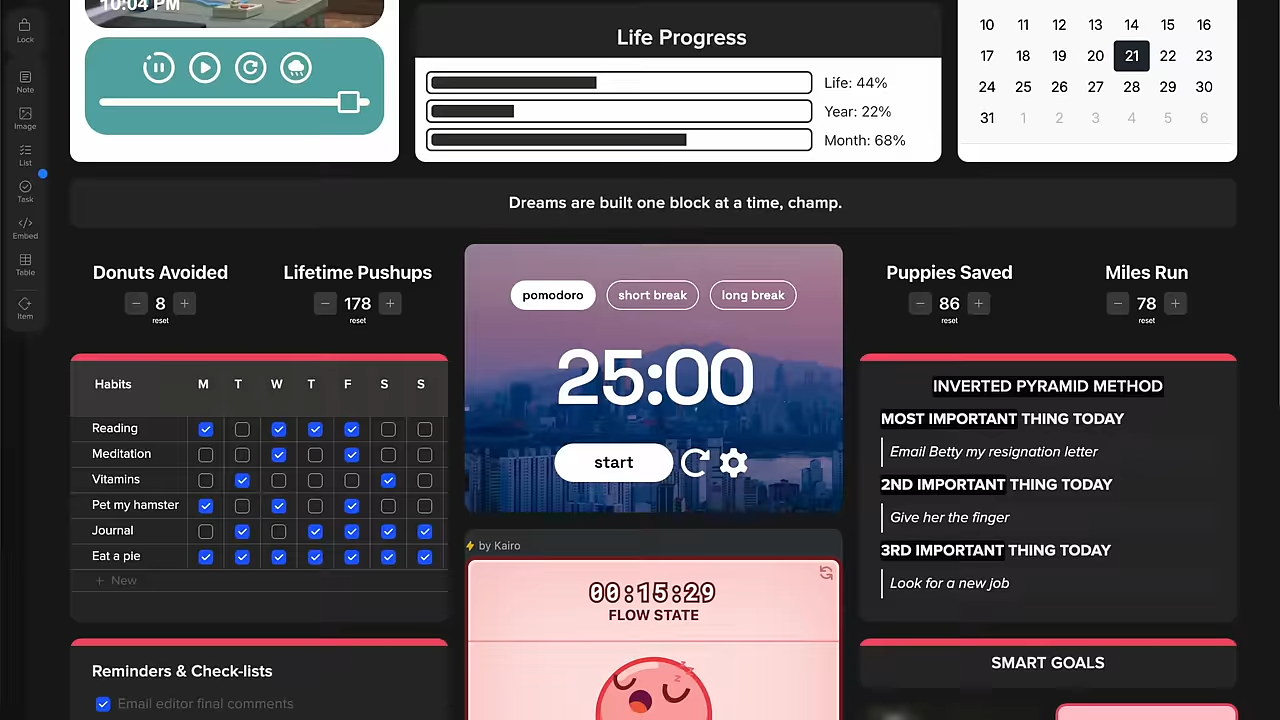 Lock
Note
Image
List
Task
Embed
Table
Item
10:04 PM
Life Progress
Life: 44%
Year: 22%
Month: 68%
10 11 12 13 14 15 16
17 18 19 20 21 22 23
24 25 26 27 28 29 30
31 1 2 3 4 5 6
Dreams are built one block at a time, champ.
Donuts Avoided
− 8 +
reset
Lifetime Pushups
− 178 +
reset
pomodoro short break long break
25:00
start
Puppies Saved
− 86 +
reset
Miles Run
− 78 +
reset
Habits M T W T F S S
Reading
Meditation
Vitamins
Pet my hamster
Journal
Eat a pie
+ New
by Kairo
00:15:29
FLOW STATE
z
z
INVERTED PYRAMID METHOD
MOST IMPORTANT THING TODAY
Email Betty my resignation letter
2ND IMPORTANT THING TODAY
Give her the finger
3RD IMPORTANT THING TODAY
Look for a new job
Reminders & Check-lists
Email editor final comments
SMART GOALS